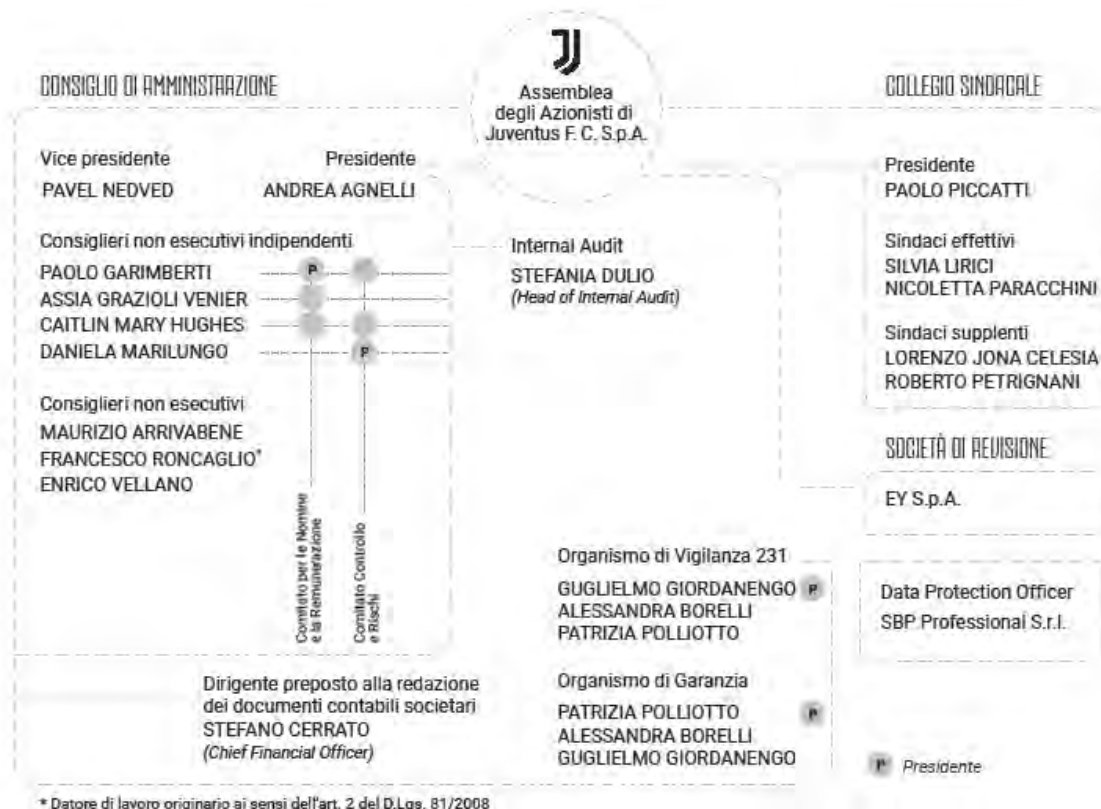 CONSIGLIO DI AMMINISTRAZIONE
Vice presidente
PAVEL NEDVED
Presidente
ANDREA AGNELLI
Consiglieri non esecutivi indipendenti
PAOLO GARIMBERTI
P
ASSIA GRAZIOLI VENIER
CAITLIN MARY HUGHES
DANIELA MARILUNGO
P
Consiglieri non esecutivi
MAURIZIO ARRIVABENE
FRANCESCO RONCAGLIO*
ENRICO VELLANO
Comitato per le Nomine
e la Remunerazione
Comitato Controllo
e Rischi
Dirigente preposto alla redazione
dei documenti contabili societari
STEFANO CERRATO
(Chief Financial Officer)
J
Assemblea
degli Azionisti di
Juventus F. C. S.p.A.
Internal Audit
STEFANIA DULIO
(Head of Internal Audit)
Organismo di Vigilanza 231
GUGLIELMO GIORDANENGO P
ALESSANDRA BORELLI
PATRIZIA POLLIOTTO
Organismo di Garanzia
PATRIZIA POLLIOTTO P
ALESSANDRA BORELLI
GUGLIELMO GIORDANENGO
COLLEGIO SINDACALE
Presidente
PAOLO PICCATTI
Sindaci effettivi
SILVIA LIRICI
NICOLETTA PARACCHINI
Sindaci supplenti
LORENZO JONA CELESIA
ROBERTO PETRIGNANI
SOCIETÀ DI REVISIONE
EY S.p.A.
Data Protection Officer
SBP Professional S.r.l.
P Presidente
* Datore di lavoro originario ai sensi dell'art. 2 del D.Lgs. 81/2008